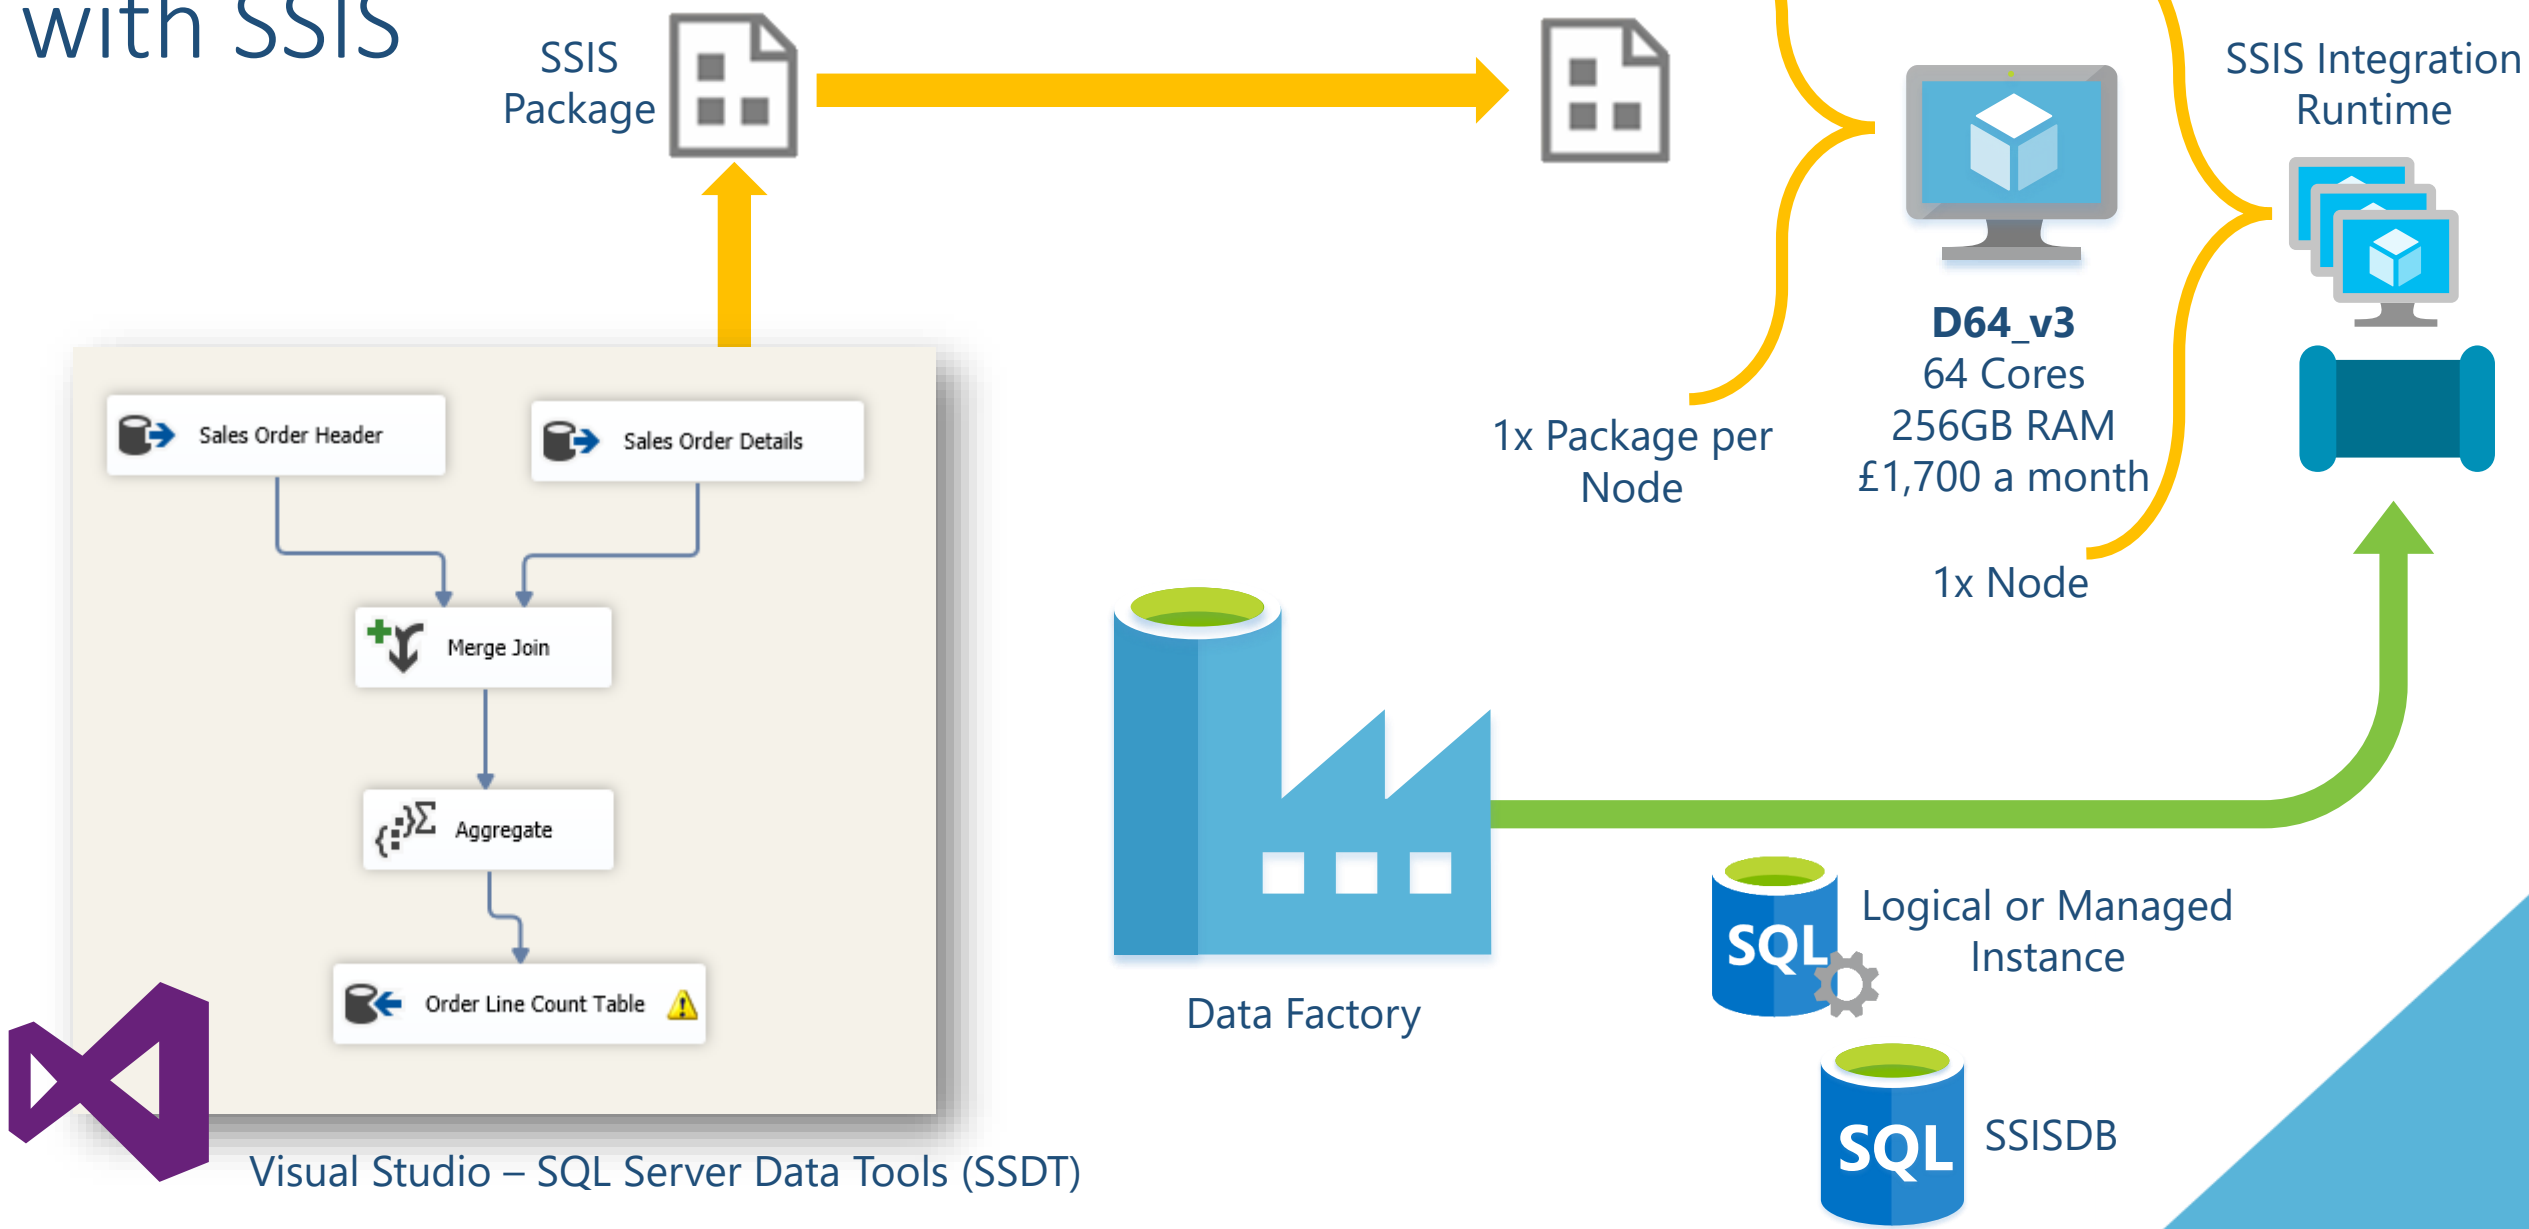 with SSIS
SSIS
Package
SSIS Integration
Runtime
D64_v3
64 Cores
256GB RAM
£1,700 a month
1x Package per
Node
1x Node
Sales Order Header
Sales Order Details
Merge Join
Aggregate
Order Line Count Table
Visual Studio – SQL Server Data Tools (SSDT)
Data Factory
SQL
Logical or Managed
Instance
SQL
SSISDB